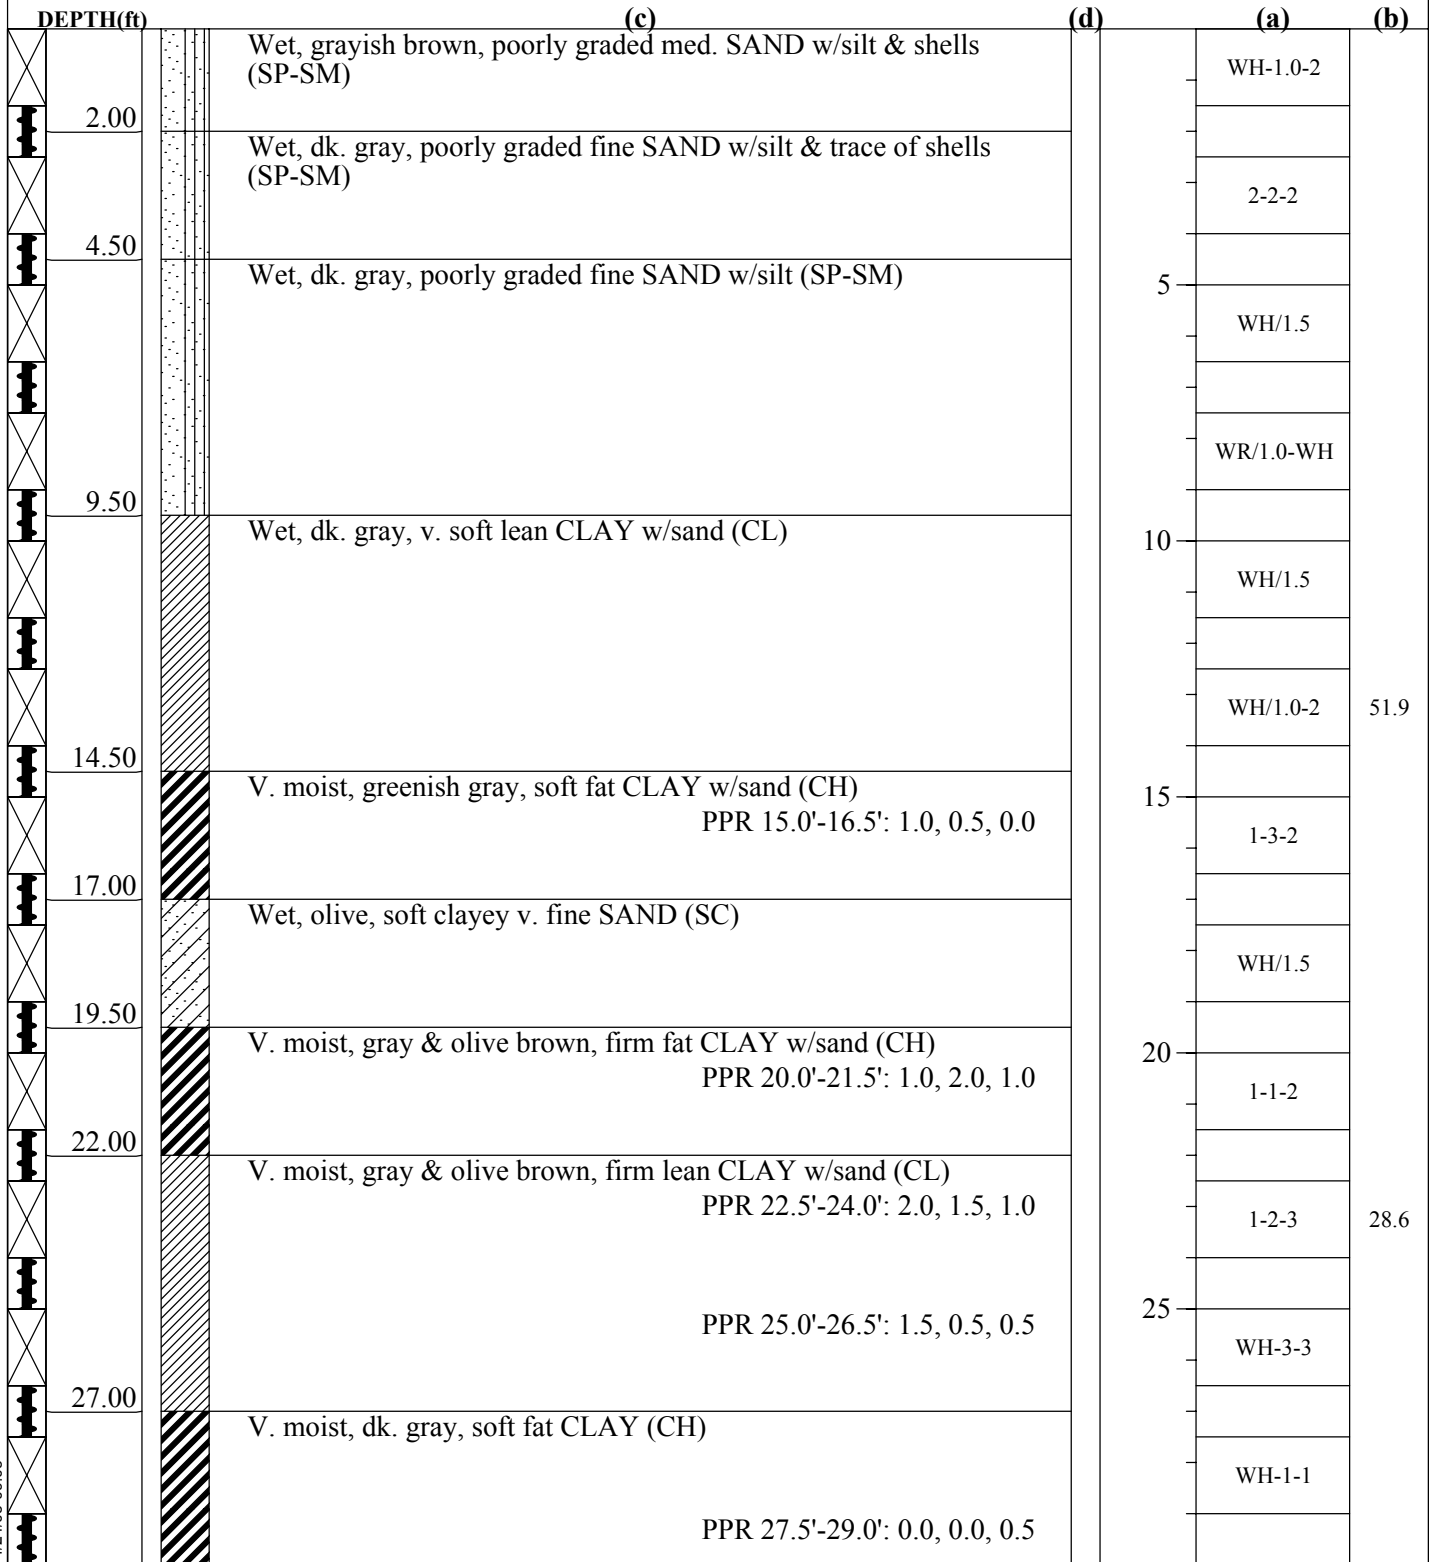 DEPTH(ft) (c) (d) (a) (b)
Wet, grayish brown, poorly graded med. SAND w/silt & shells
(SP-SM)
WH-1.0-2
2.00
Wet, dk. gray, poorly graded fine SAND w/silt & trace of shells
(SP-SM)
2-2-2
4.50
Wet, dk. gray, poorly graded fine SAND w/silt (SP-SM)
5
WH/1.5
WR/1.0-WH
9.50
Wet, dk. gray, v. soft lean CLAY w/sand (CL)
10
WH/1.5
WH/1.0-2 51.9
14.50
V. moist, greenish gray, soft fat CLAY w/sand (CH)
15
PPR 15.0'-16.5': 1.0, 0.5, 0.0
1-3-2
17.00
Wet, olive, soft clayey v. fine SAND (SC)
WH/1.5
19.50
V. moist, gray & olive brown, firm fat CLAY w/sand (CH)
20
PPR 20.0'-21.5': 1.0, 2.0, 1.0
1-1-2
22.00
V. moist, gray & olive brown, firm lean CLAY w/sand (CL)
PPR 22.5'-24.0': 2.0, 1.5, 1.0
1-2-3 28.6
25
PPR 25.0'-26.5': 1.5, 0.5, 0.5
WH-3-3
27.00
V. moist, dk. gray, soft fat CLAY (CH)
WH-1-1
PPR 27.5'-29.0': 0.0, 0.0, 0.5